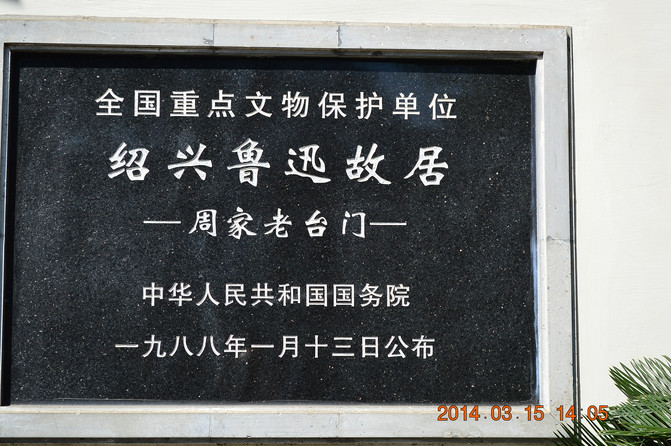 全国重点文物保护单位
绍兴鲁迅故居
—周家老台门—
中华人民共和国国务院
一九八八年一月十三日公布
2014.03.15 14:05